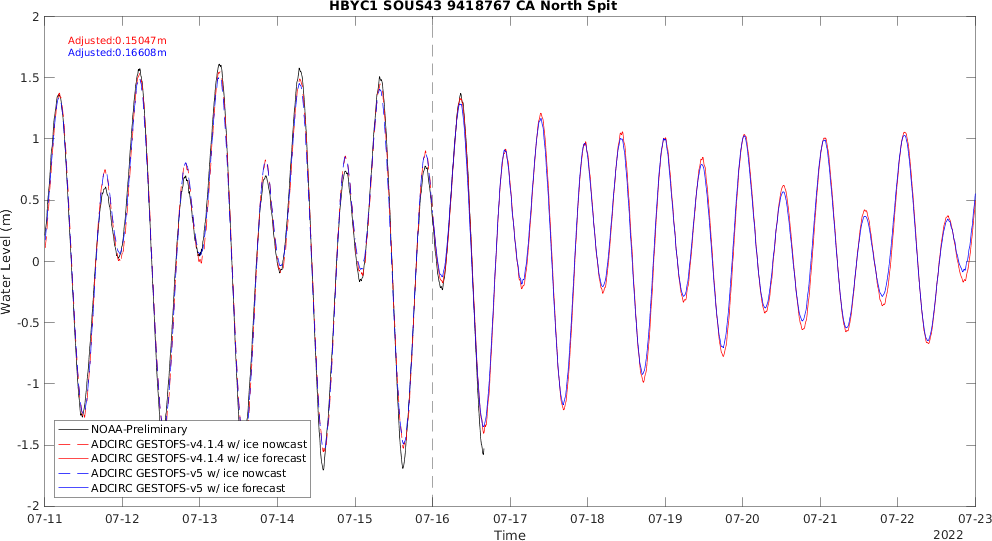 HBYC1 SOUS43 9418767 CA North Spit
Adjusted:0.15047m
Adjusted:0.16608m
Water Level (m)
2
1.5
1
0.5
0
-0.5
-1
-1.5
-2
NOAA-Preliminary
ADCIRC GESTOFS-v4.1.4 w/ ice nowcast
ADCIRC GESTOFS-v4.1.4 w/ ice forecast
ADCIRC GESTOFS-v5 w/ ice nowcast
ADCIRC GESTOFS-v5 w/ ice forecast
07-11 07-12 07-13 07-14 07-15 07-16 07-17 07-18 07-19 07-20 07-21 07-22 07-23
Time
2022